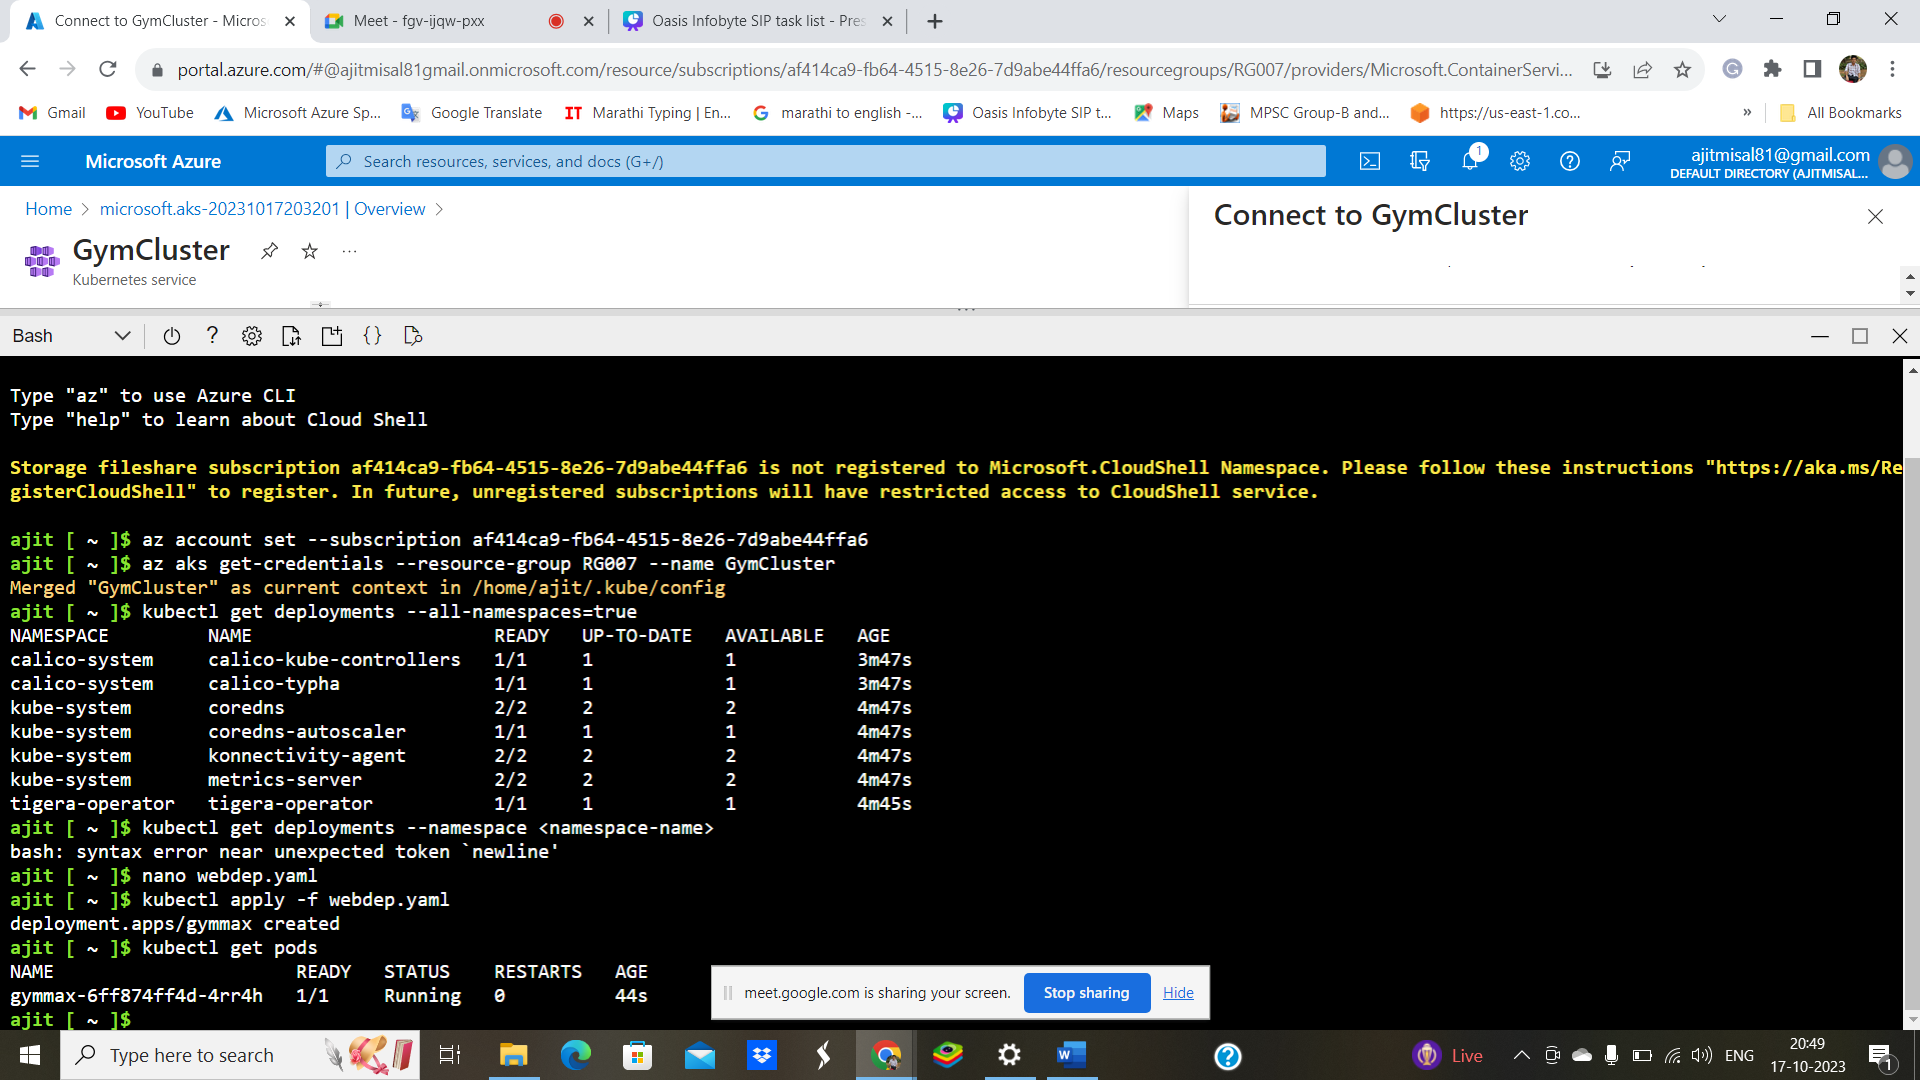 Connect to GymCluster - Micros
Meet - fgv-ijqw-pxx
Oasis Infobyte SIP task list - Pres
portal.azure.com/#@ajitmisal81gmail.onmicrosoft.com/resource/subscriptions/af414ca9-fb64-4515-8e26-7d9abe44ffa6/resourcegroups/RG007/providers/Microsoft.ContainerServi...
Gmail YouTube Microsoft Azure Sp... Google Translate Marathi Typing | En... marathi to english -... Oasis Infobyte SIP t... Maps MPSC Group-B and... https://us-east-1.co... » All Bookmarks
Microsoft Azure
Search resources, services, and docs (G+/)
1
ajitmisal81@gmail.com
DEFAULT DIRECTORY (AJITMISAL...
Home > microsoft.aks-20231017203201 | Overview >
GymCluster
Kubernetes service
Connect to GymCluster
Bash
Type "az" to use Azure CLI
Type "help" to learn about Cloud Shell
Storage fileshare subscription af414ca9-fb64-4515-8e26-7d9abe44ffa6 is not registered to Microsoft.CloudShell Namespace. Please follow these instructions "https://aka.ms/Re
gisterCloudShell" to register. In future, unregistered subscriptions will have restricted access to CloudShell service.
ajit [ ~ ]$ az account set --subscription af414ca9-fb64-4515-8e26-7d9abe44ffa6
ajit [ ~ ]$ az aks get-credentials --resource-group RG007 --name GymCluster
Merged "GymCluster" as current context in /home/ajit/.kube/config
ajit [ ~ ]$ kubectl get deployments --all-namespaces=true
NAMESPACE NAME READY UP-TO-DATE AVAILABLE AGE
calico-system calico-kube-controllers 1/1 1 1 3m47s
calico-system calico-typha 1/1 1 1 3m47s
kube-system coredns 2/2 2 2 4m47s
kube-system coredns-autoscaler 1/1 1 1 4m47s
kube-system konnectivity-agent 2/2 2 2 4m47s
kube-system metrics-server 2/2 2 2 4m47s
tigera-operator tigera-operator 1/1 1 1 4m45s
ajit [ ~ ]$ kubectl get deployments --namespace <namespace-name>
bash: syntax error near unexpected token `newline'
ajit [ ~ ]$ nano webdep.yaml
ajit [ ~ ]$ kubectl apply -f webdep.yaml
deployment.apps/gymmax created
ajit [ ~ ]$ kubectl get pods
NAME READY STATUS RESTARTS AGE
gymmax-6ff874ff4d-4rr4h 1/1 Running 0 44s
ajit [ ~ ]$
meet.google.com is sharing your screen. Stop sharing Hide
Type here to search
Live
ENG
20:49
17-10-2023
1